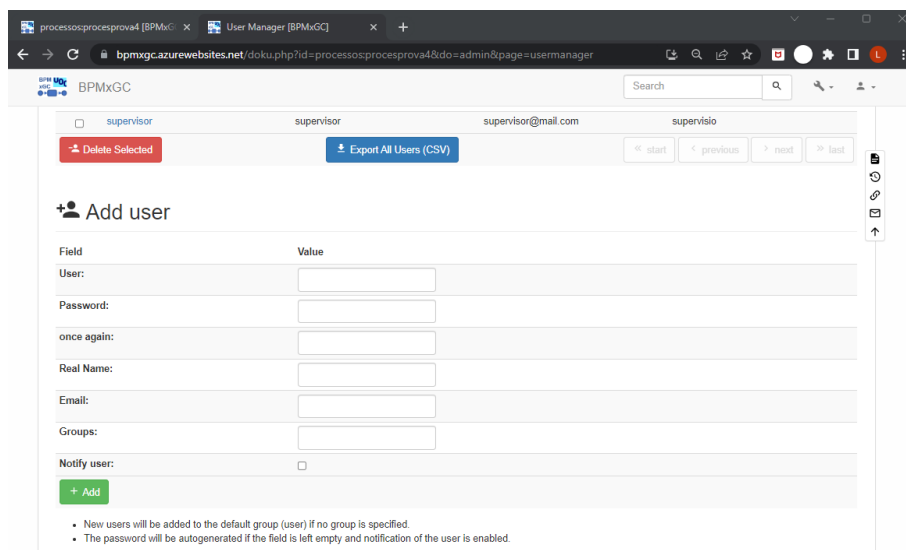 processos:procesprova4 [BPMxG
User Manager [BPMxGC]
bpmxgc.azurewebsites.net/doku.php?id=processos:procesprova4&do=admin&page=usermanager
L
BPM UOC
xGC
BPMxGC
Search
supervisor supervisor supervisor@mail.com supervisio
Delete Selected
Export All Users (CSV)
start previous next last
Add user
Field Value
User:
Password:
once again:
Real Name:
Email:
Groups:
Notify user:
+ Add
New users will be added to the default group (user) if no group is specified.
The password will be autogenerated if the field is left empty and notification of the user is enabled.